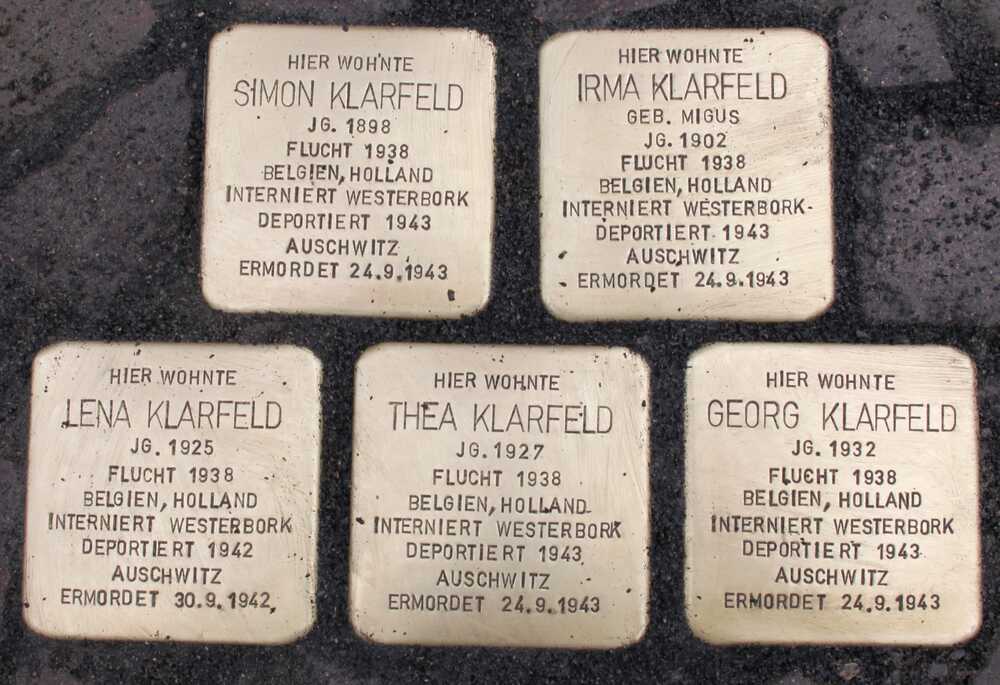 HIER WOHNTE
SIMON KLARFELD
JG. 1898
FLUCHT 1938
BELGIEN, HOLLAND
INTERNIERT WESTERBORK
DEPORTIERT 1943
AUSCHWITZ
ERMORDET 24.9.1943
HIER WOHNTE
IRMA KLARFELD
GEB. MIGUS
JG. 1902
FLUCHT 1938
BELGIEN, HOLLAND
INTERNIERT WESTERBORK
DEPORTIERT 1943
AUSCHWITZ
ERMORDET 24.9.1943
HIER WOHNTE
LENA KLARFELD
JG. 1925
FLUCHT 1938
BELGIEN, HOLLAND
INTERNIERT WESTERBORK
DEPORTIERT 1942
AUSCHWITZ
ERMORDET 30.9.1942
HIER WOHNTE
THEA KLARFELD
JG. 1927
FLUCHT 1938
BELGIEN, HOLLAND
INTERNIERT WESTERBORK
DEPORTIERT 1943
AUSCHWITZ
ERMORDET 24.9.1943
HIER WOHNTE
GEORG KLARFELD
JG. 1932
FLUCHT 1938
BELGIEN, HOLLAND
INTERNIERT WESTERBORK
DEPORTIERT 1943
AUSCHWITZ
ERMORDET 24.9.1943